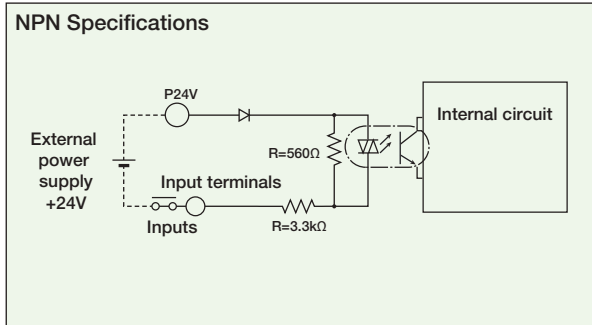 NPN Specifications
P24V
Internal circuit
External
power
supply
+24V
R=560Ω
Input terminals
Inputs
R=3.3kΩ